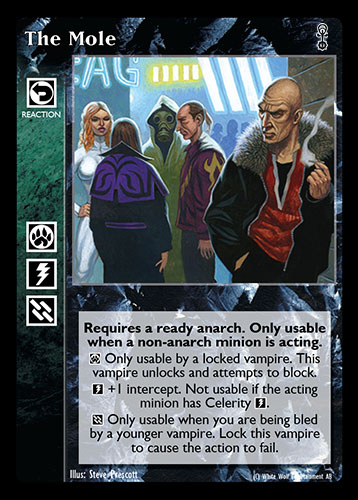 The Mole
AG
REACTION
Requires a ready anarch. Only usable
when a non-anarch minion is acting.
Only usable by a locked vampire. This
vampire unlocks and attempts to block.
+1 intercept. Not usable if the acting
minion has Celerity .
Only usable when you are being bled
by a younger vampire. Lock this vampire
to cause the action to fail.
Illus: Steve Prescott
(C) White Wolf Entertainment AB